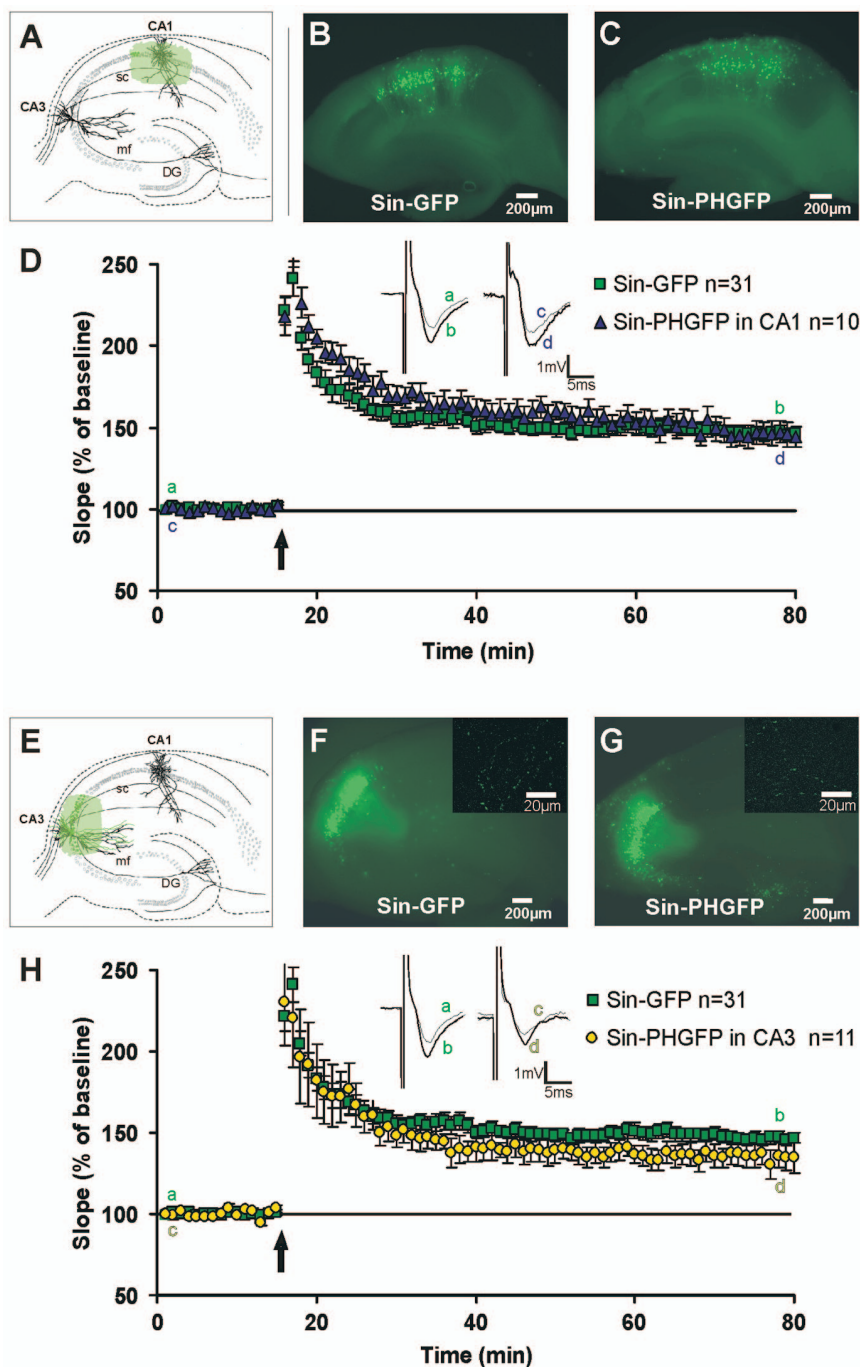 A
CA1
sc
CA3
mf
DG
B
Sin-GFP
200µm
C
Sin-PHGFP
200µm
D
250
200
150
100
50
Slope (% of baseline)
a
b
c
d
1mV
5ms
Sin-GFP n=31
Sin-PHGFP in CA1 n=10
b
d
a
c
0
20
40
60
80
Time (min)
E
CA1
sc
CA3
mf
DG
F
20µm
Sin-GFP
200µm
G
20µm
Sin-PHGFP
200µm
H
250
200
150
100
50
Slope (% of baseline)
a
b
c
d
1mV
5ms
Sin-GFP n=31
Sin-PHGFP in CA3 n=11
b
d
a
c
0
20
40
60
80
Time (min)